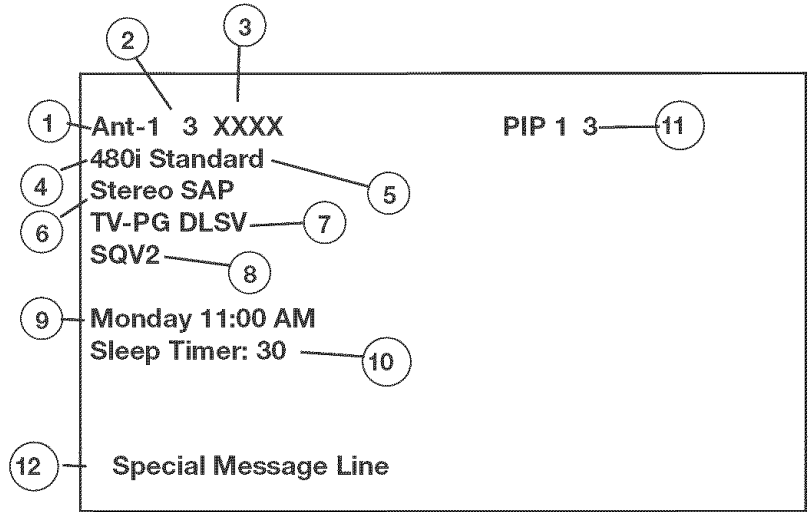 2 3
1 Ant-1 3 XXXX PIP 1 3 11
4 480i Standard 5
6 Stereo SAP
TV-PG DLSV 7
SQV2 8
9 Monday 11:00 AM
Sleep Timer: 30 10
12 Special Message Line